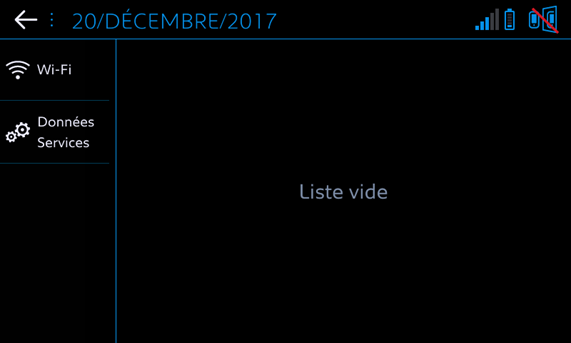 20/DÉCEMBRE/2017
Wi-Fi
Données
Services
Liste vide